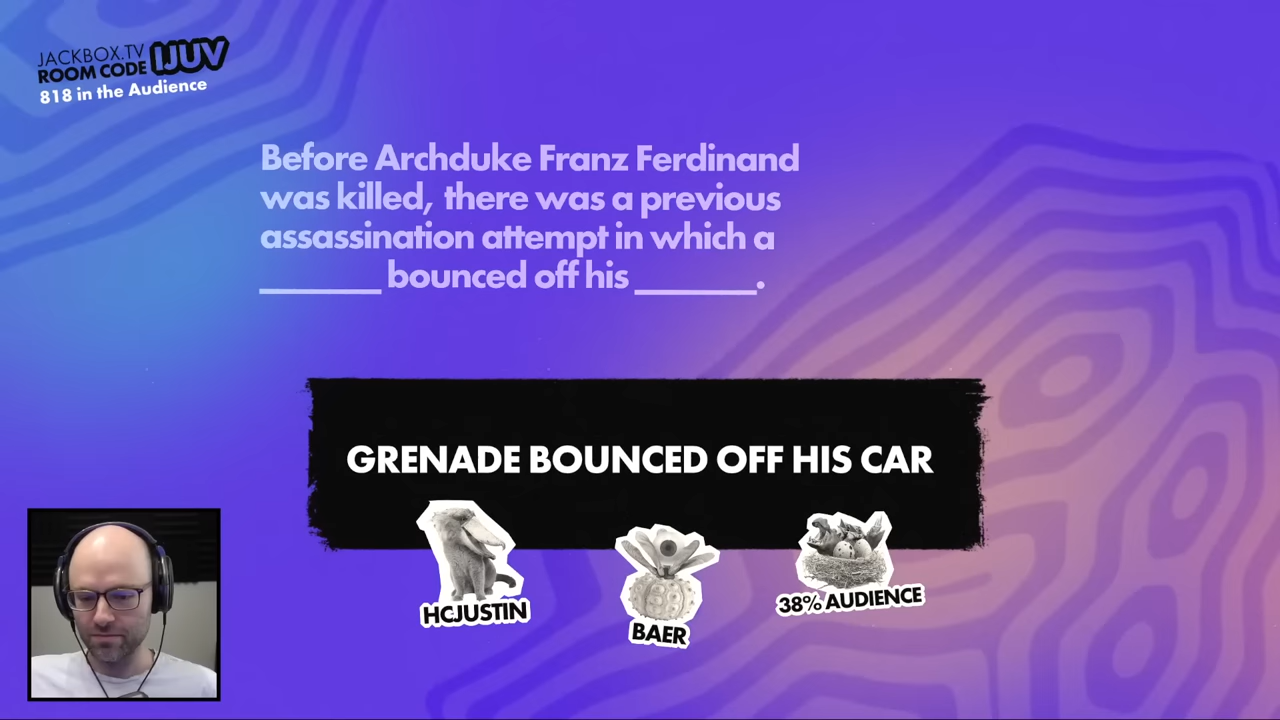 JACKBOX.TV
ROOM CODE IJUV
818 in the Audience
Before Archduke Franz Ferdinand
was killed, there was a previous
assassination attempt in which a
_______ bounced off his _______.
GRENADE BOUNCED OFF HIS CAR
HCJUSTIN
BAER
38% AUDIENCE